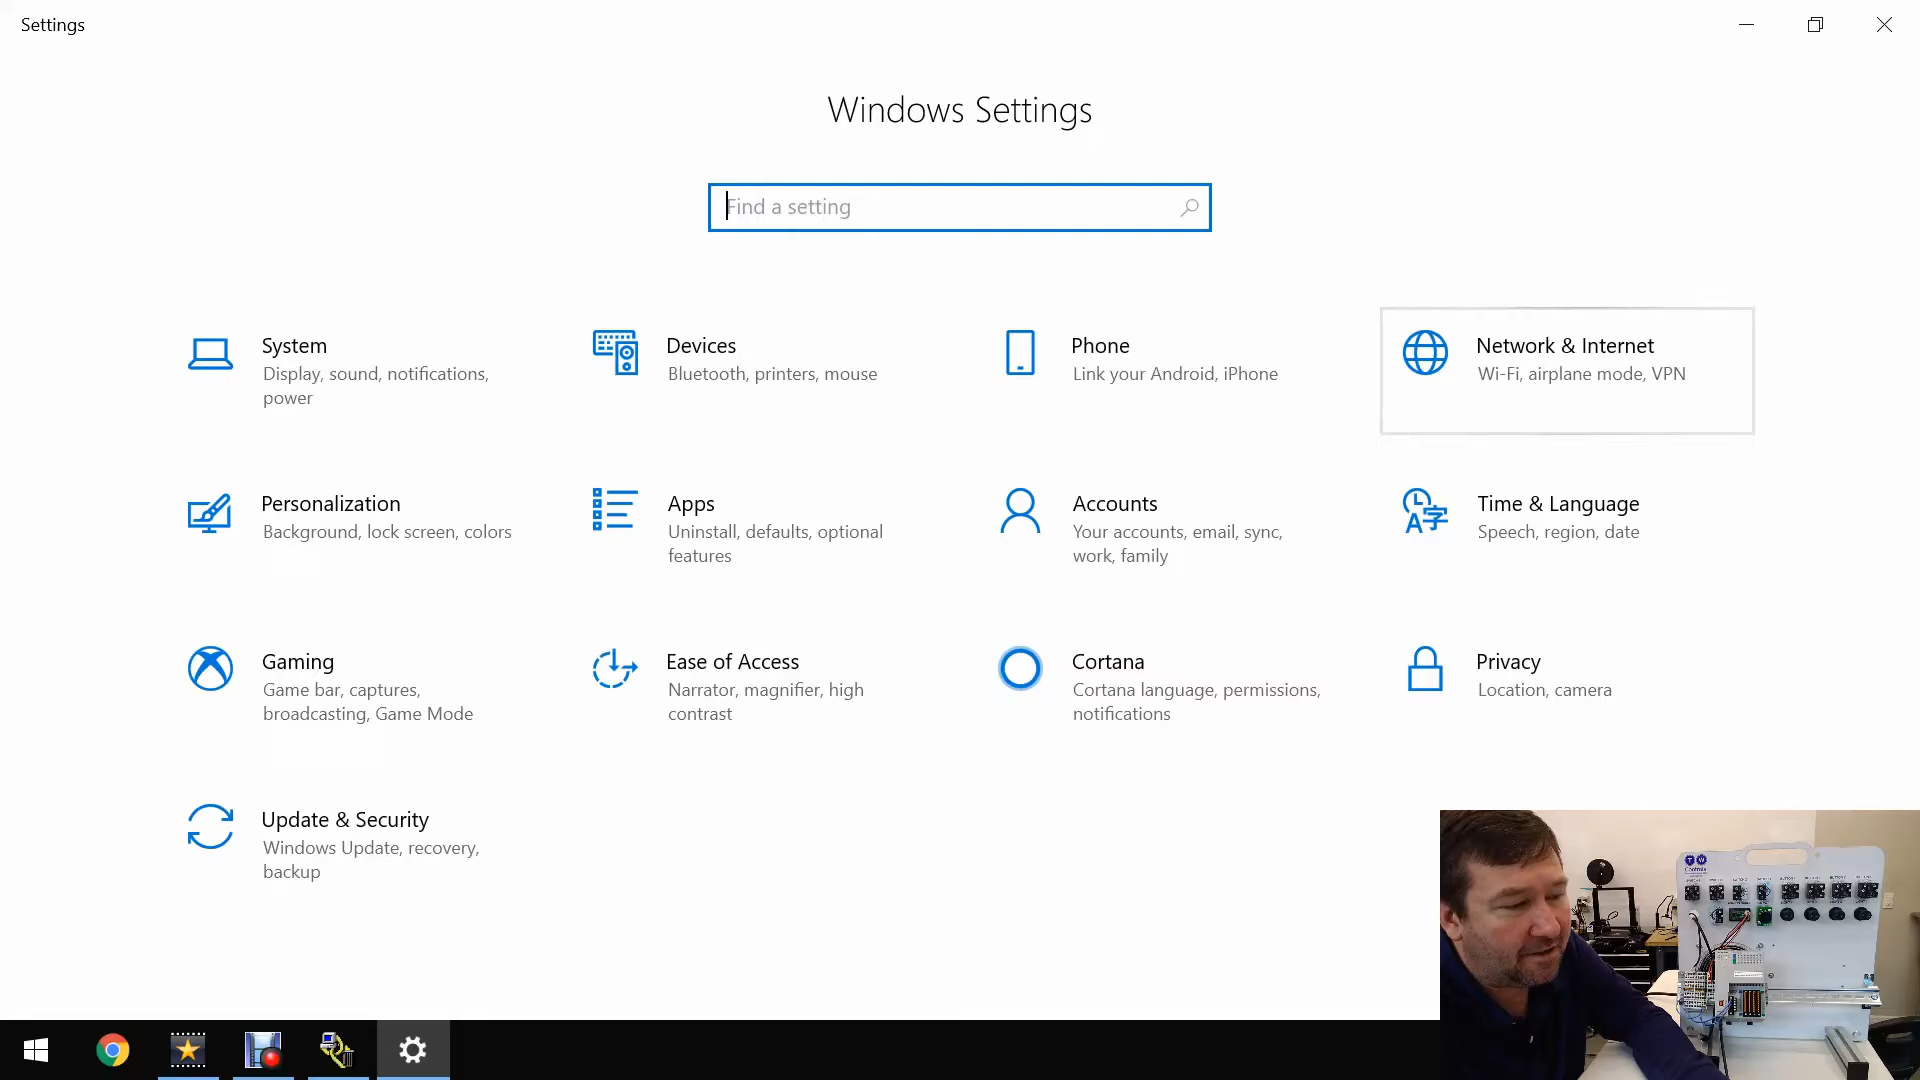 Settings
Windows Settings
Find a setting
System
Display, sound, notifications,
power
Devices
Bluetooth, printers, mouse
Phone
Link your Android, iPhone
Network & Internet
Wi-Fi, airplane mode, VPN
Personalization
Background, lock screen, colors
Apps
Uninstall, defaults, optional
features
Accounts
Your accounts, email, sync,
work, family
Time & Language
Speech, region, date
Gaming
Game bar, captures,
broadcasting, Game Mode
Ease of Access
Narrator, magnifier, high
contrast
Cortana
Cortana language, permissions,
notifications
Privacy
Location, camera
Update & Security
Windows Update, recovery,
backup
T W
Controls